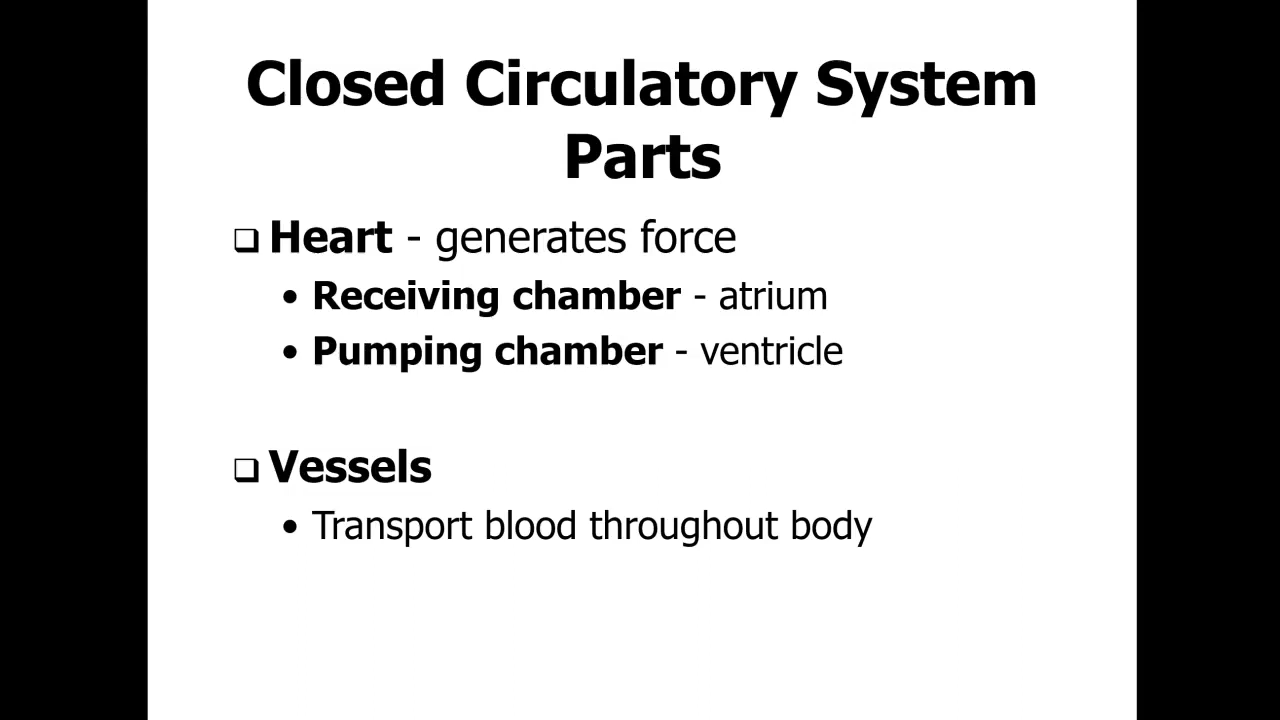 Closed Circulatory System
Parts
❑ Heart - generates force
• Receiving chamber - atrium
• Pumping chamber - ventricle
❑ Vessels
• Transport blood throughout body